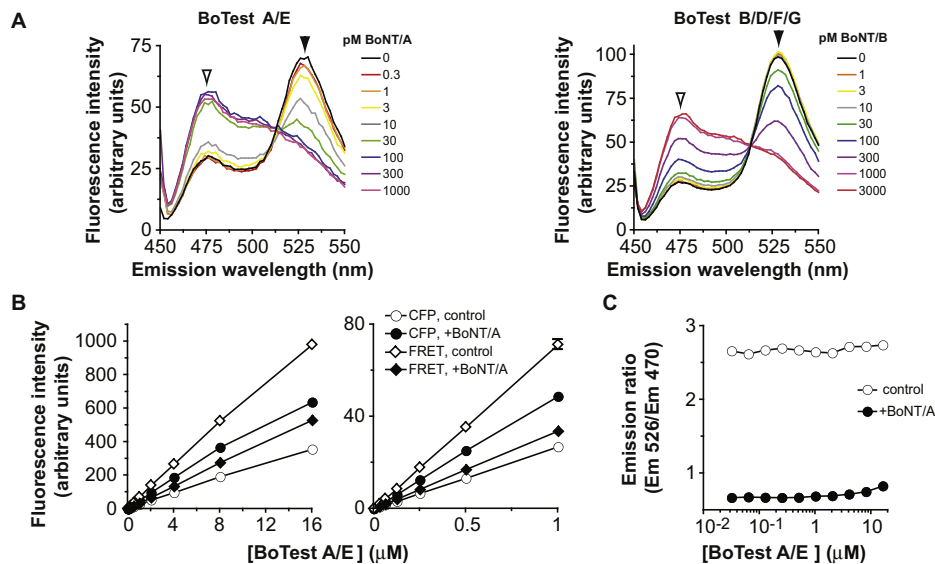 A
BoTest A/E
Fluorescence intensity
(arbitrary units)
75
50
25
0
450
475
500
525
550
Emission wavelength (nm)
pM BoNT/A
0
0.3
1
3
10
30
100
300
1000
BoTest B/D/F/G
Fluorescence intensity
(arbitrary units)
100
75
50
25
0
450
475
500
525
550
Emission wavelength (nm)
pM BoNT/B
0
1
3
10
30
100
300
1000
3000
B
Fluorescence intensity
(arbitrary units)
1000
800
600
400
200
0
0
4
8
12
16
80
40
0
0
0.5
1
CFP, control
CFP, +BoNT/A
FRET, control
FRET, +BoNT/A
[BoTest A/E ] (μM)
C
Emission ratio
(Em 526/Em 470)
3
2
1
10-2
10-1
1
10
control
+BoNT/A
[BoTest A/E ] (μM)